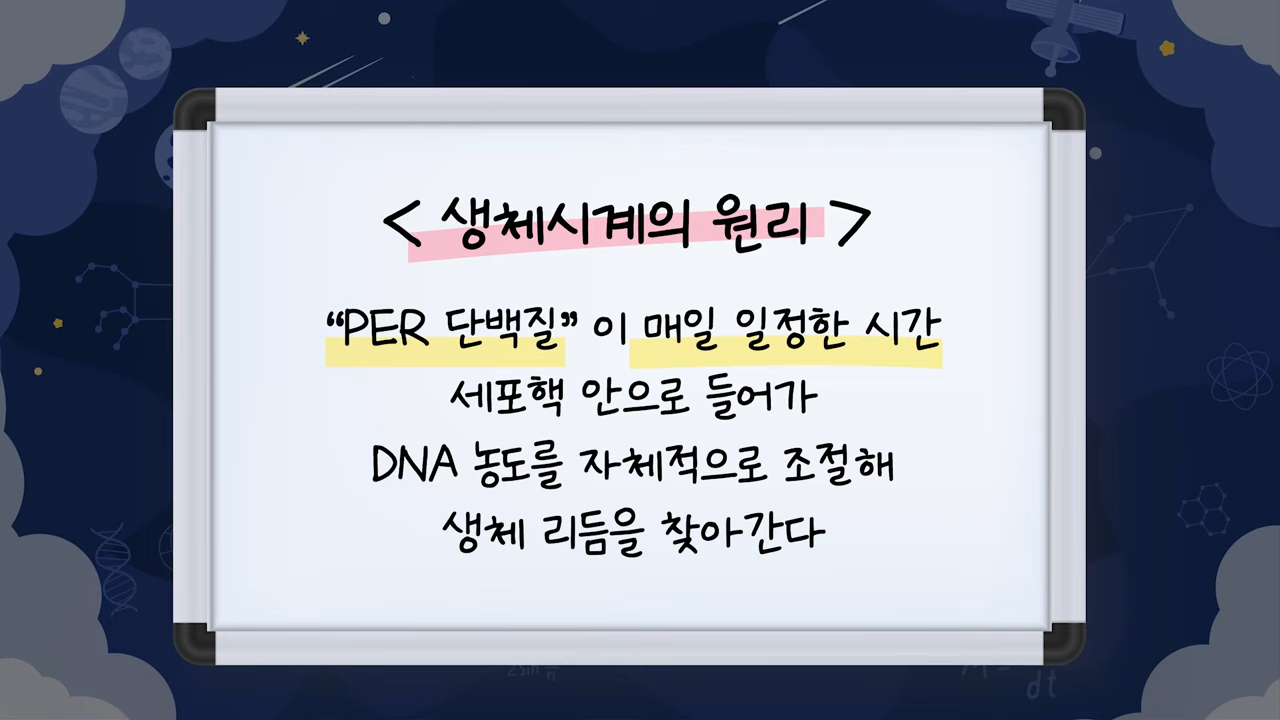 < 생체시계의 원리 >
“PER 단백질” 이 매일 일정한 시간
세포핵 안으로 들어가
DNA 농도를 자체적으로 조절해
생체 리듬을 찾아간다
dt